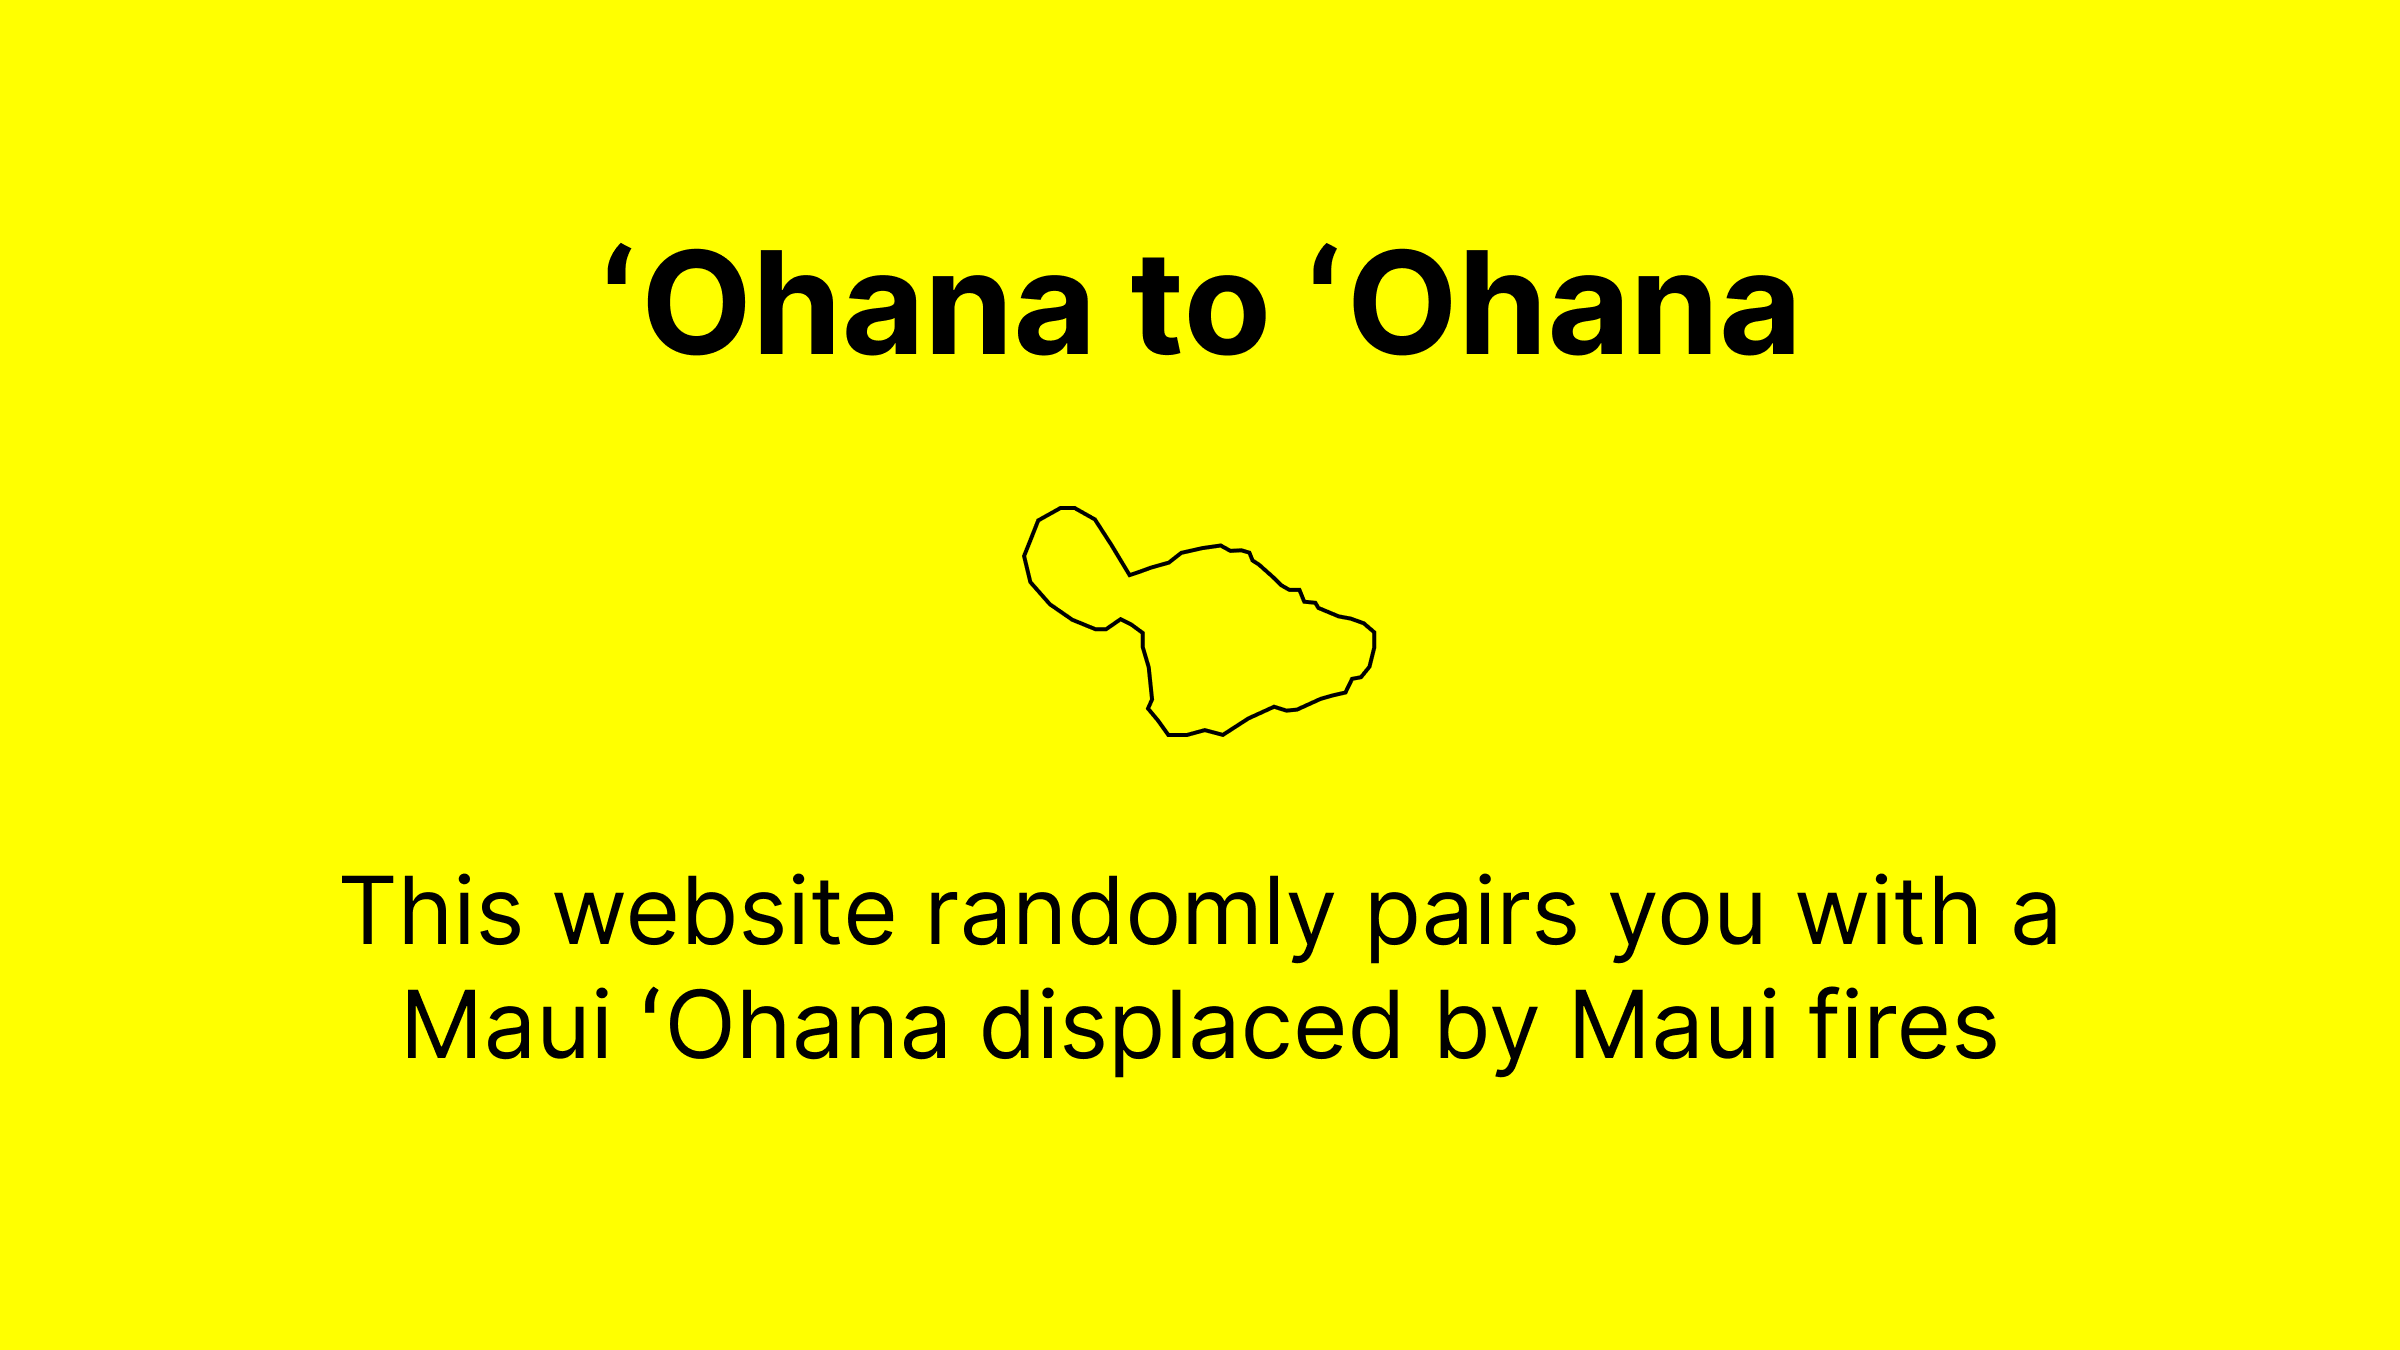 ‘Ohana to ‘Ohana
This website randomly pairs you with a
Maui ‘Ohana displaced by Maui fires